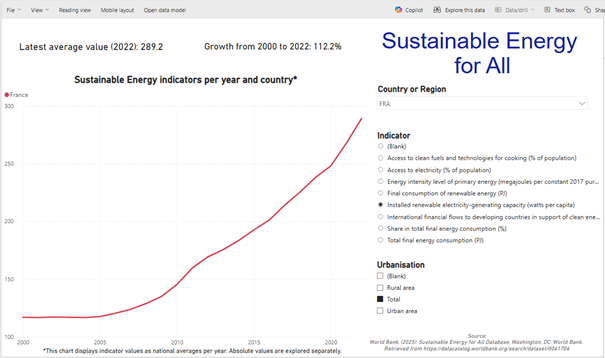 File Reading view Mobile layout Open data model Copilot Explore this data Data/drill Text box Shap
Latest average value (2022): 289.2 Growth from 2000 to 2022: 112.2%
Sustainable Energy
for All
Sustainable Energy indicators per year and country*
France
300
250
200
150
100
2000 2005 2010 2015 2020
*This chart displays indicator values as national averages per year. Absolute values are explored separately.
Country or Region
FRA
Indicator
(Blank)
Access to clean fuels and technologies for cooking (% of population)
Access to electricity (% of population)
Energy intensity level of primary energy (megajoules per constant 2017 pur...
Final consumption of renewable energy (PJ)
Installed renewable electricity-generating capacity (watts per capita)
International financial flows to developing countries in support of clean ene...
Share in total final energy consumption (%)
Total final energy consumption (PJ)
Urbanisation
(Blank)
Rural area
Total
Urban area
Source:
World Bank. (2025) Sustainable Energy for All Database. Washington, DC: World Bank.
Retrieved from https://datacatalog.worldbank.org/search/dataset/0041706